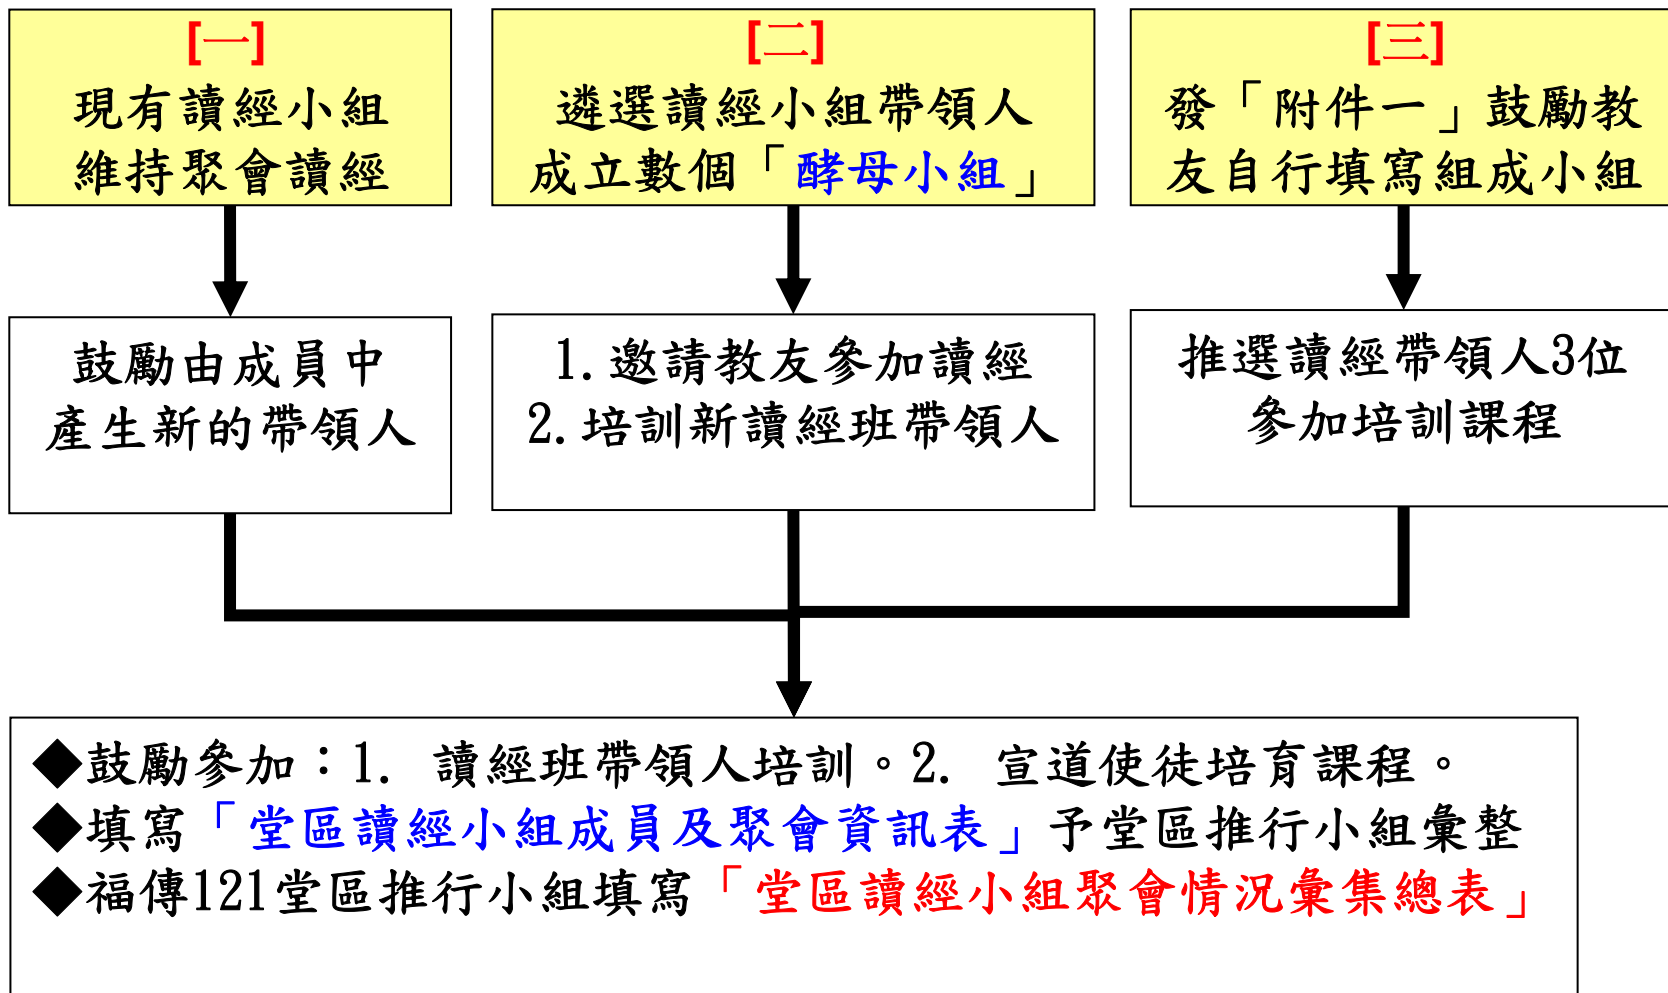 [一]
現有讀經小組
維持聚會讀經
[二]
遴選讀經小組帶領人
成立數個「酵母小組」
[三]
發「附件一」鼓勵教
友自行填寫組成小組
鼓勵由成員中
產生新的帶領人
1.邀請教友參加讀經
2.培訓新讀經班帶領人
推選讀經帶領人3位
參加培訓課程
◆鼓勵參加：1. 讀經班帶領人培訓。2. 宣道使徒培育課程。
◆填寫「堂區讀經小組成員及聚會資訊表」予堂區推行小組彙整
◆福傳121堂區推行小組填寫「堂區讀經小組聚會情況彙集總表」